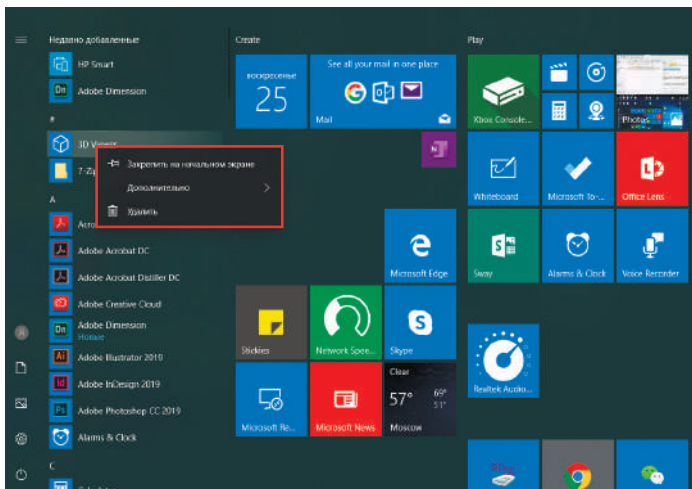 Недавно добавленные
HP Smart
Adobe Dimension
#
3D Viewer
7-Zip
Закрепить на начальном экране
Дополнительно
Удалить
A
Adobe Acrobat DC
Adobe Acrobat Distiller DC
Adobe Creative Cloud
Adobe Dimension
Новые
Adobe Illustrator 2019
Adobe InDesign 2019
Adobe Photoshop CC 2019
Alarms & Clock
C
Create
воскресенье
25
See all your mail in one place
Mail
Microsoft Edge
Stickies
Network Spee...
Skype
Microsoft Re...
Microsoft News
Clear
57°
69°
51°
Moscow
Play
Xbox Console...
Photos
Whiteboard
Microsoft To-...
Office Lens
Sway
Alarms & Clock
Voice Recorder
Realtek Audio...